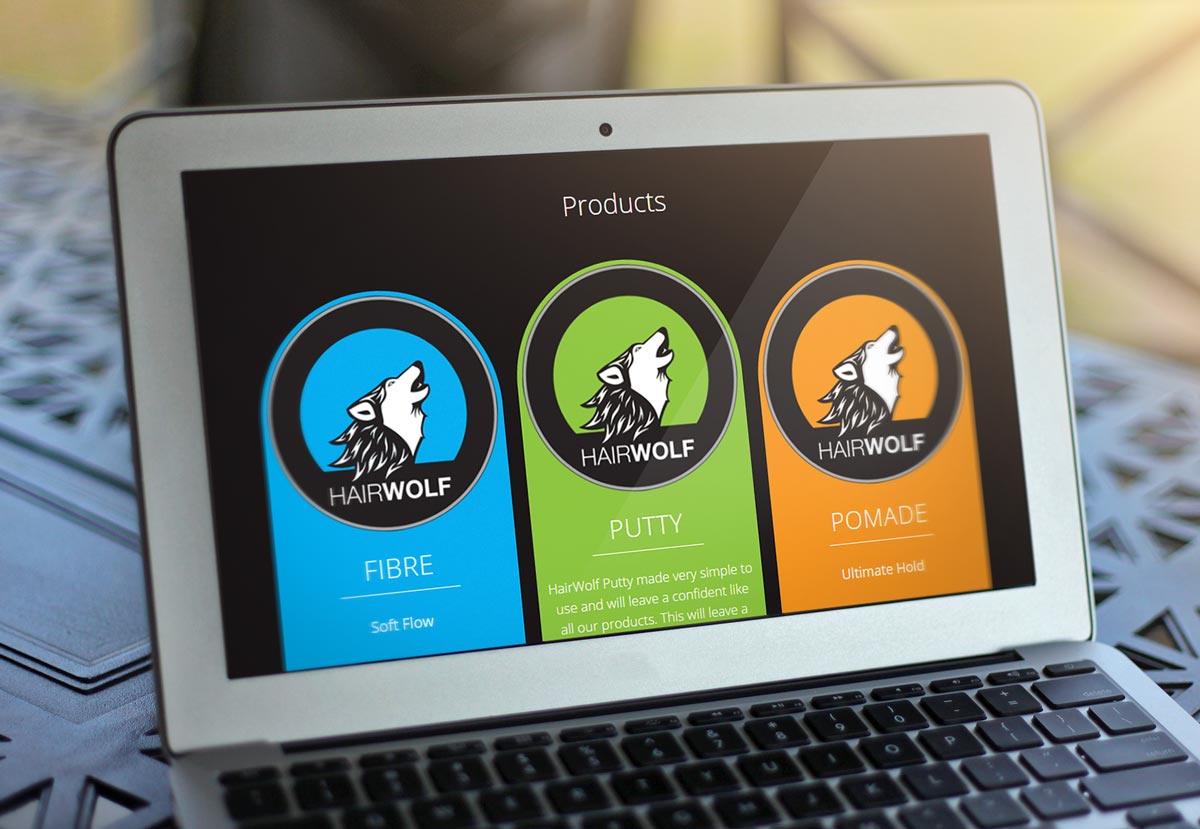 Products
HAIRWOLF
FIBRE
Soft Flow
HAIRWOLF
PUTTY
HairWolf Putty made very simple to
use and will leave a confident like
all our products. This will leave a
HAIRWOLF
POMADE
Ultimate Hold
delete
return